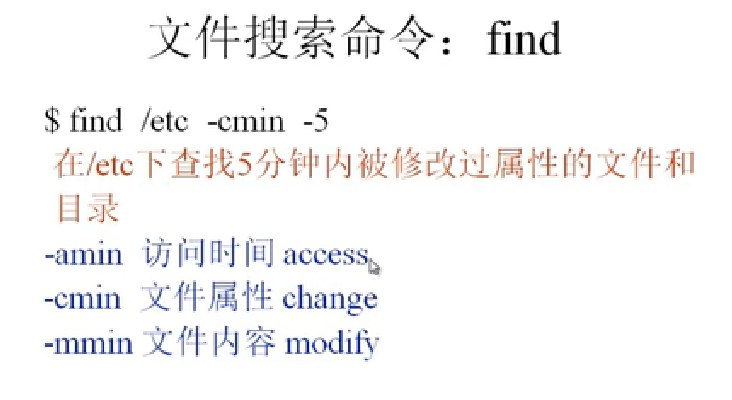 文件搜索命令：find
$ find /etc -cmin -5
在/etc下查找5分钟内被修改过属性的文件和
目录
-amin 访问时间 access
-cmin 文件属性 change
-mmin 文件内容 modify